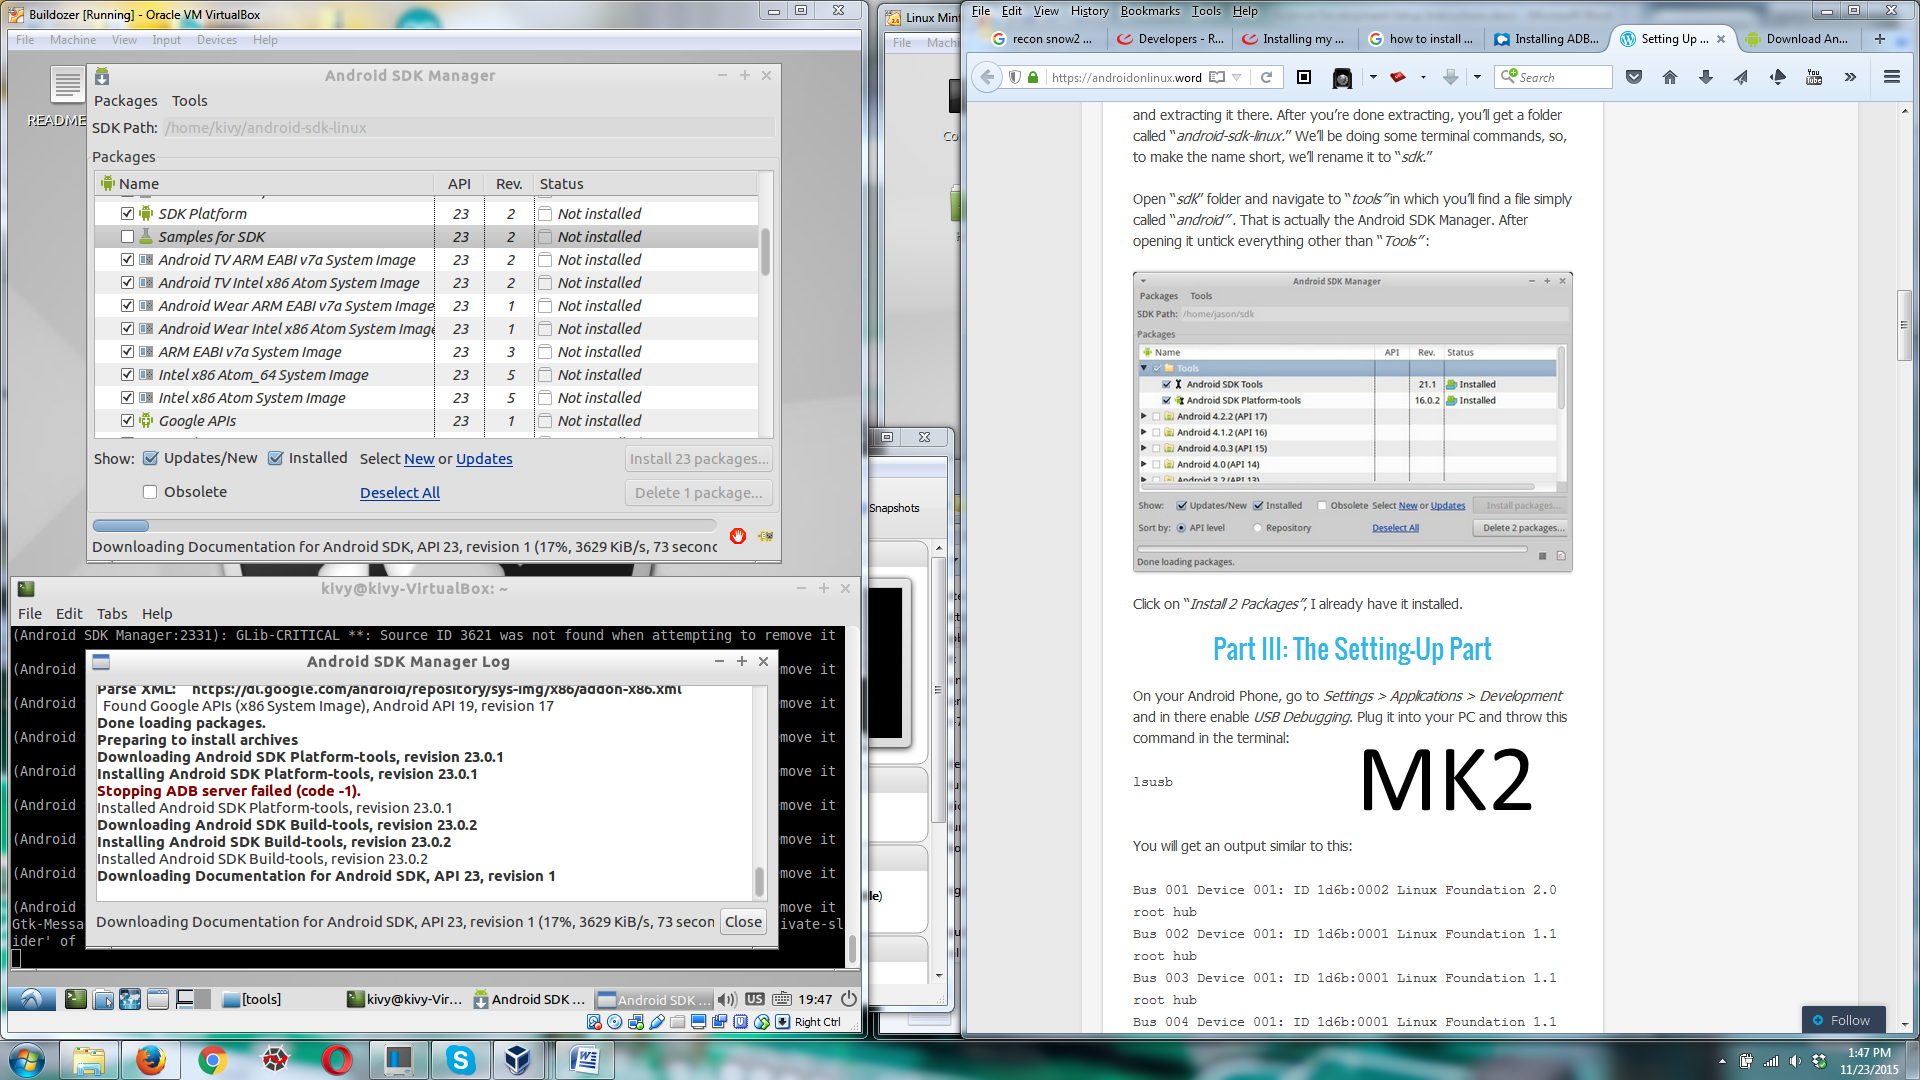 Buildozer [Running] - Oracle VM VirtualBox
File Machine View Input Devices Help
README
Android SDK Manager
Packages Tools
SDK Path: /home/kivy/android-sdk-linux
Packages
Name API Rev. Status
SDK Platform 23 2 Not installed
Samples for SDK 23 2 Not installed
Android TV ARM EABI v7a System Image 23 2 Not installed
Android TV Intel x86 Atom System Image 23 2 Not installed
Android Wear ARM EABI v7a System Image 23 1 Not installed
Android Wear Intel x86 Atom System Image 23 1 Not installed
ARM EABI v7a System Image 23 3 Not installed
Intel x86 Atom_64 System Image 23 5 Not installed
Intel x86 Atom System Image 23 5 Not installed
Google APIs 23 1 Not installed
Show: Updates/New Installed Select New or Updates Install 23 packages...
Obsolete Deselect All Delete 1 package...
Downloading Documentation for Android SDK, API 23, revision 1 (17%, 3629 KiB/s, 73 second
kivy@kivy-VirtualBox: ~
File Edit Tabs Help
(Android SDK Manager:2331): GLib-CRITICAL **: Source ID 3621 was not found when attempting to remove it
(Android move it
(Android move it
(Android move it
(Android move it
(Android move it
(Android move it
(Android move it
(Android move it
Gtk-Messa ivate-sl
ider' of
Android SDK Manager Log
Parse XML: https://dl.google.com/android/repository/sys-img/x86/addon-x86.xml
Found Google APIs (x86 System Image), Android API 19, revision 17
Done loading packages.
Preparing to install archives
Downloading Android SDK Platform-tools, revision 23.0.1
Installing Android SDK Platform-tools, revision 23.0.1
Stopping ADB server failed (code -1).
Installed Android SDK Platform-tools, revision 23.0.1
Downloading Android SDK Build-tools, revision 23.0.2
Installing Android SDK Build-tools, revision 23.0.2
Installed Android SDK Build-tools, revision 23.0.2
Downloading Documentation for Android SDK, API 23, revision 1
Downloading Documentation for Android SDK, API 23, revision 1 (17%, 3629 KiB/s, 73 secon Close
[tools] kivy@kivy-Vir... Android SDK ... Android SDK ... US 19:47
Right Ctrl
Linux Mint
File Machi
Co
Snapshots
le)
File Edit View History Bookmarks Tools Help
recon snow2 ... Developers - R... Installing my ... how to install ... Installing ADB... Setting Up ... Download An...
https://androidonlinux.word Search
and extracting it there. After you're done extracting, you'll get a folder
called "android-sdk-linux." We'll be doing some terminal commands, so,
to make the name short, we'll rename it to "sdk."
Open "sdk" folder and navigate to "tools"in which you'll find a file simply
called "android" . That is actually the Android SDK Manager. After
opening it untick everything other than "Tools":
Android SDK Manager
Packages Tools
SDK Path: /home/jason/sdk
Packages
Name API Rev. Status
Tools
Android SDK Tools 21.1 Installed
Android SDK Platform-tools 16.0.2 Installed
Android 4.2.2 (API 17)
Android 4.1.2 (API 16)
Android 4.0.3 (API 15)
Android 4.0 (API 14)
Android 3.2 (API 13)
Show: Updates/New Installed Obsolete Select New or Updates Install packages...
Sort by: API level Repository Deselect All Delete 2 packages...
Done loading packages.
Click on "Install 2 Packages", I already have it installed.
Part III: The Setting-Up Part
On your Android Phone, go to Settings > Applications > Development
and in there enable USB Debugging. Plug it into your PC and throw this
command in the terminal:
MK2
lsusb
You will get an output similar to this:
Bus 001 Device 001: ID 1d6b:0002 Linux Foundation 2.0
root hub
Bus 002 Device 001: ID 1d6b:0001 Linux Foundation 1.1
root hub
Bus 003 Device 001: ID 1d6b:0001 Linux Foundation 1.1
root hub
Bus 004 Device 001: ID 1d6b:0001 Linux Foundation 1.1
Follow
1:47 PM
11/23/2015